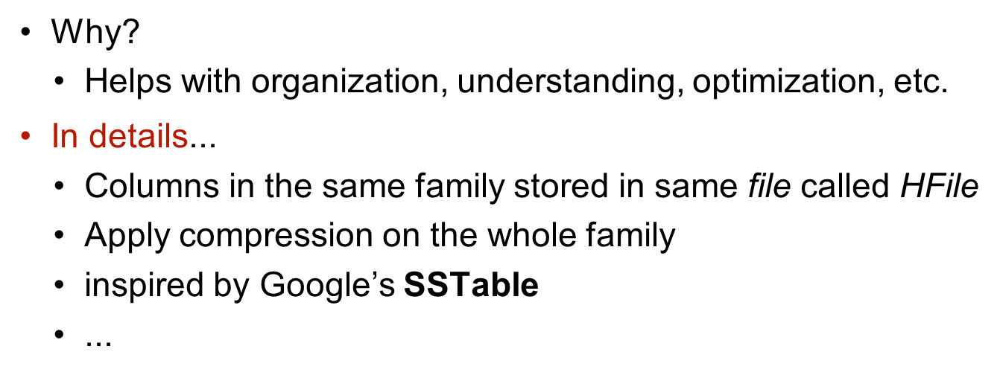 • Why?
• Helps with organization, understanding, optimization, etc.
• In details...
• Columns in the same family stored in same file called HFile
• Apply compression on the whole family
• inspired by Google’s SSTable
• ...